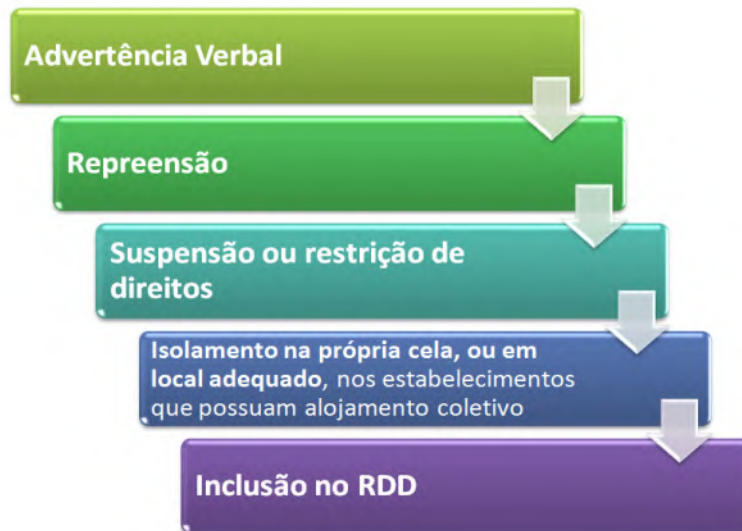 Advertência Verbal
Repreensão
Suspensão ou restrição de
direitos
Isolamento na própria cela, ou em
local adequado, nos estabelecimentos
que possuam alojamento coletivo
Inclusão no RDD